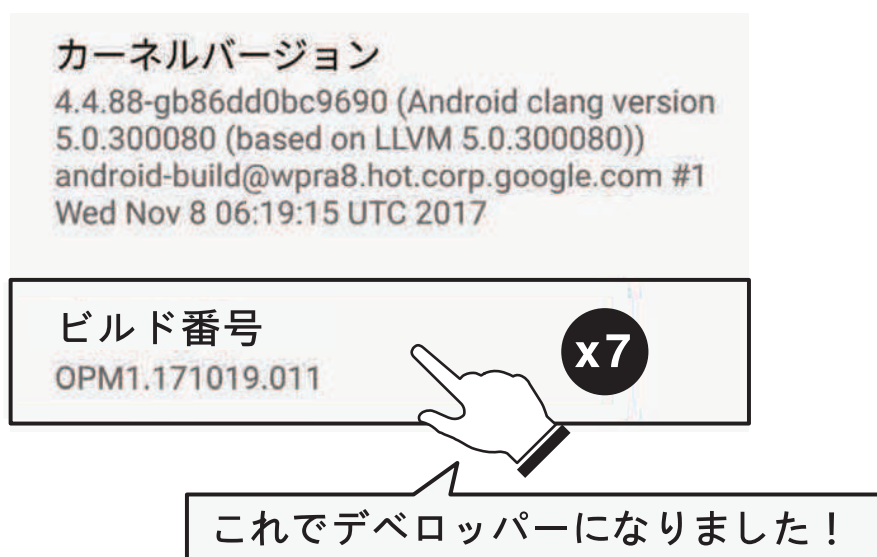 カーネルバージョン
4.4.88-gb86dd0bc9690 (Android clang version
5.0.300080 (based on LLVM 5.0.300080))
android-build@wpra8.hot.corp.google.com #1
Wed Nov 8 06:19:15 UTC 2017
ビルド番号
OPM1.171019.011
x7
これでデベロッパーになりました！